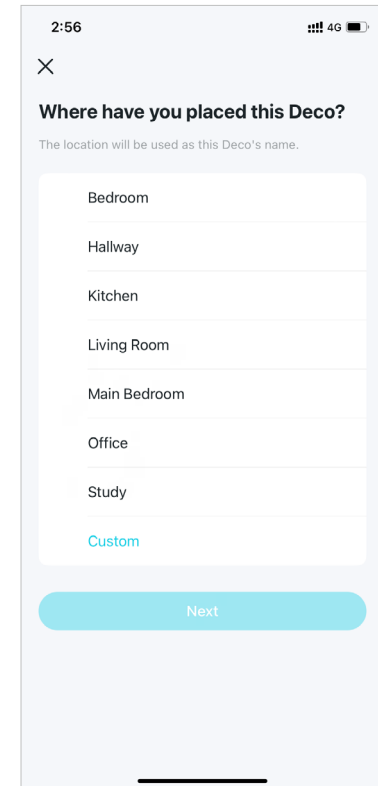 2:56 4G
Where have you placed this Deco?
The location will be used as this Deco's name.
Bedroom
Hallway
Kitchen
Living Room
Main Bedroom
Office
Study
Custom
Next